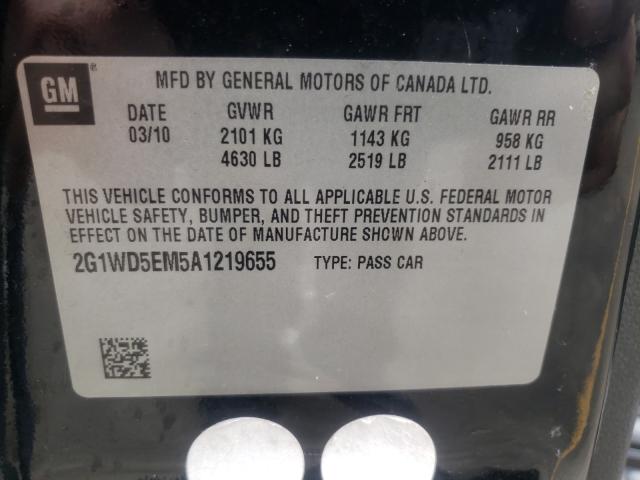 GM®
MFD BY GENERAL MOTORS OF CANADA LTD.
DATE GVWR GAWR FRT GAWR RR
03/10 2101 KG 1143 KG 958 KG
4630 LB 2519 LB 2111 LB
THIS VEHICLE CONFORMS TO ALL APPLICABLE U.S. FEDERAL MOTOR
VEHICLE SAFETY, BUMPER, AND THEFT PREVENTION STANDARDS IN
EFFECT ON THE DATE OF MANUFACTURE SHOWN ABOVE.
2G1WD5EM5A1219655 TYPE: PASS CAR